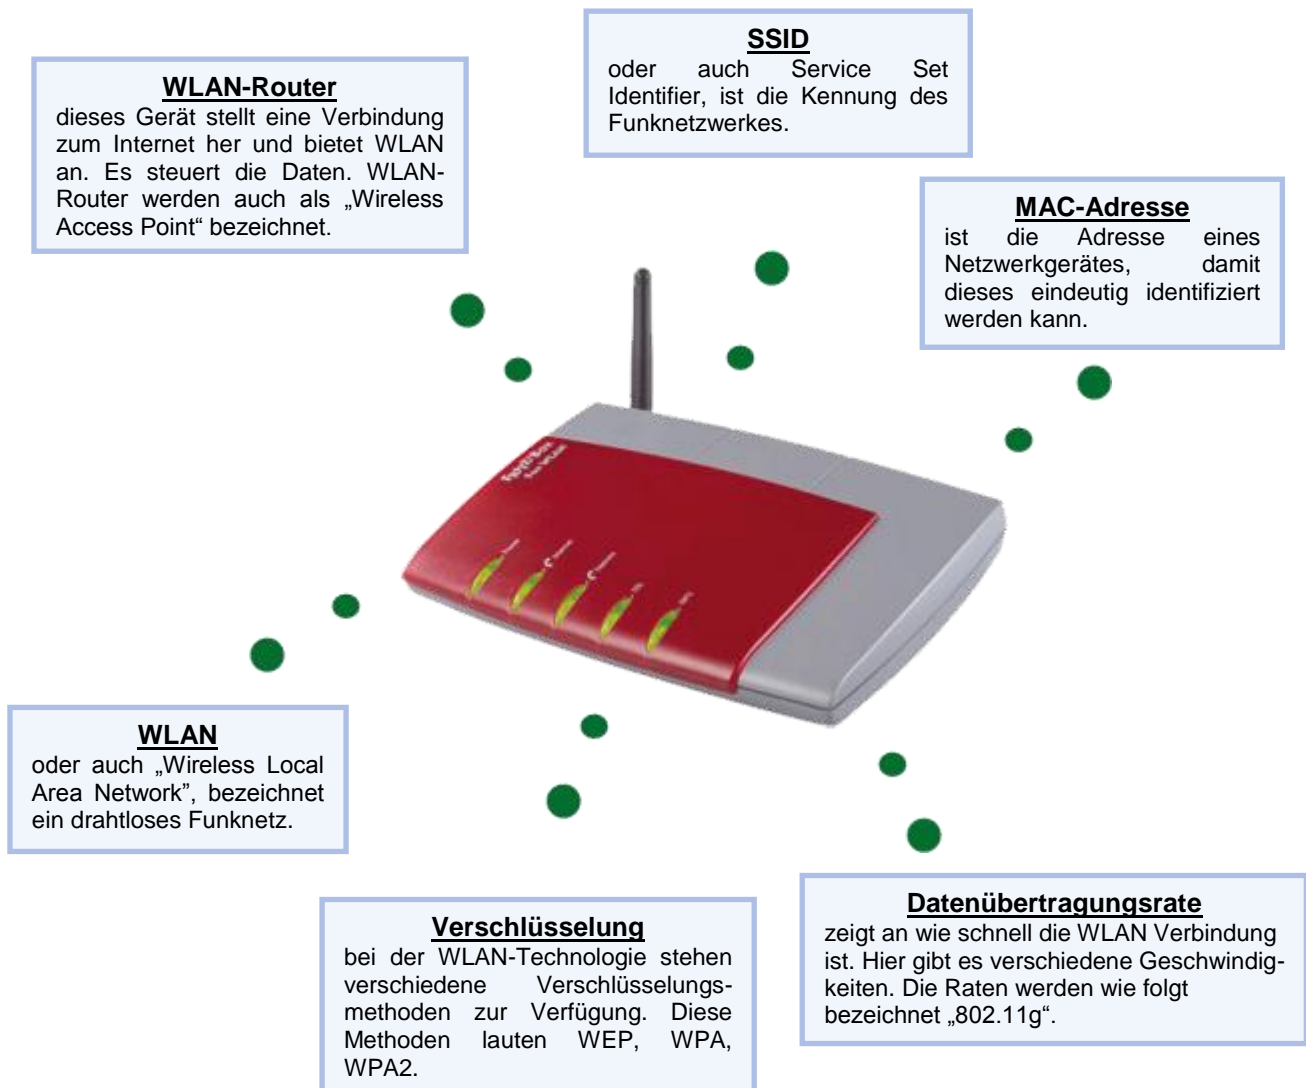 SSID
oder auch Service Set
Identifier, ist die Kennung des
Funknetzwerkes.
WLAN-Router
dieses Gerät stellt eine Verbindung
zum Internet her und bietet WLAN
an. Es steuert die Daten. WLAN-
Router werden auch als „Wireless
Access Point“ bezeichnet.
MAC-Adresse
ist die Adresse eines
Netzwerkgerätes, damit
dieses eindeutig identifiziert
werden kann.
FRITZ!Box
Fon WLAN
Power
WLAN
oder auch „Wireless Local
Area Network”, bezeichnet
ein drahtloses Funknetz.
Verschlüsselung
bei der WLAN-Technologie stehen
verschiedene Verschlüsselungs-
methoden zur Verfügung. Diese
Methoden lauten WEP, WPA,
WPA2.
Datenübertragungsrate
zeigt an wie schnell die WLAN Verbindung
ist. Hier gibt es verschiedene Geschwindig-
keiten. Die Raten werden wie folgt
bezeichnet „802.11g“.